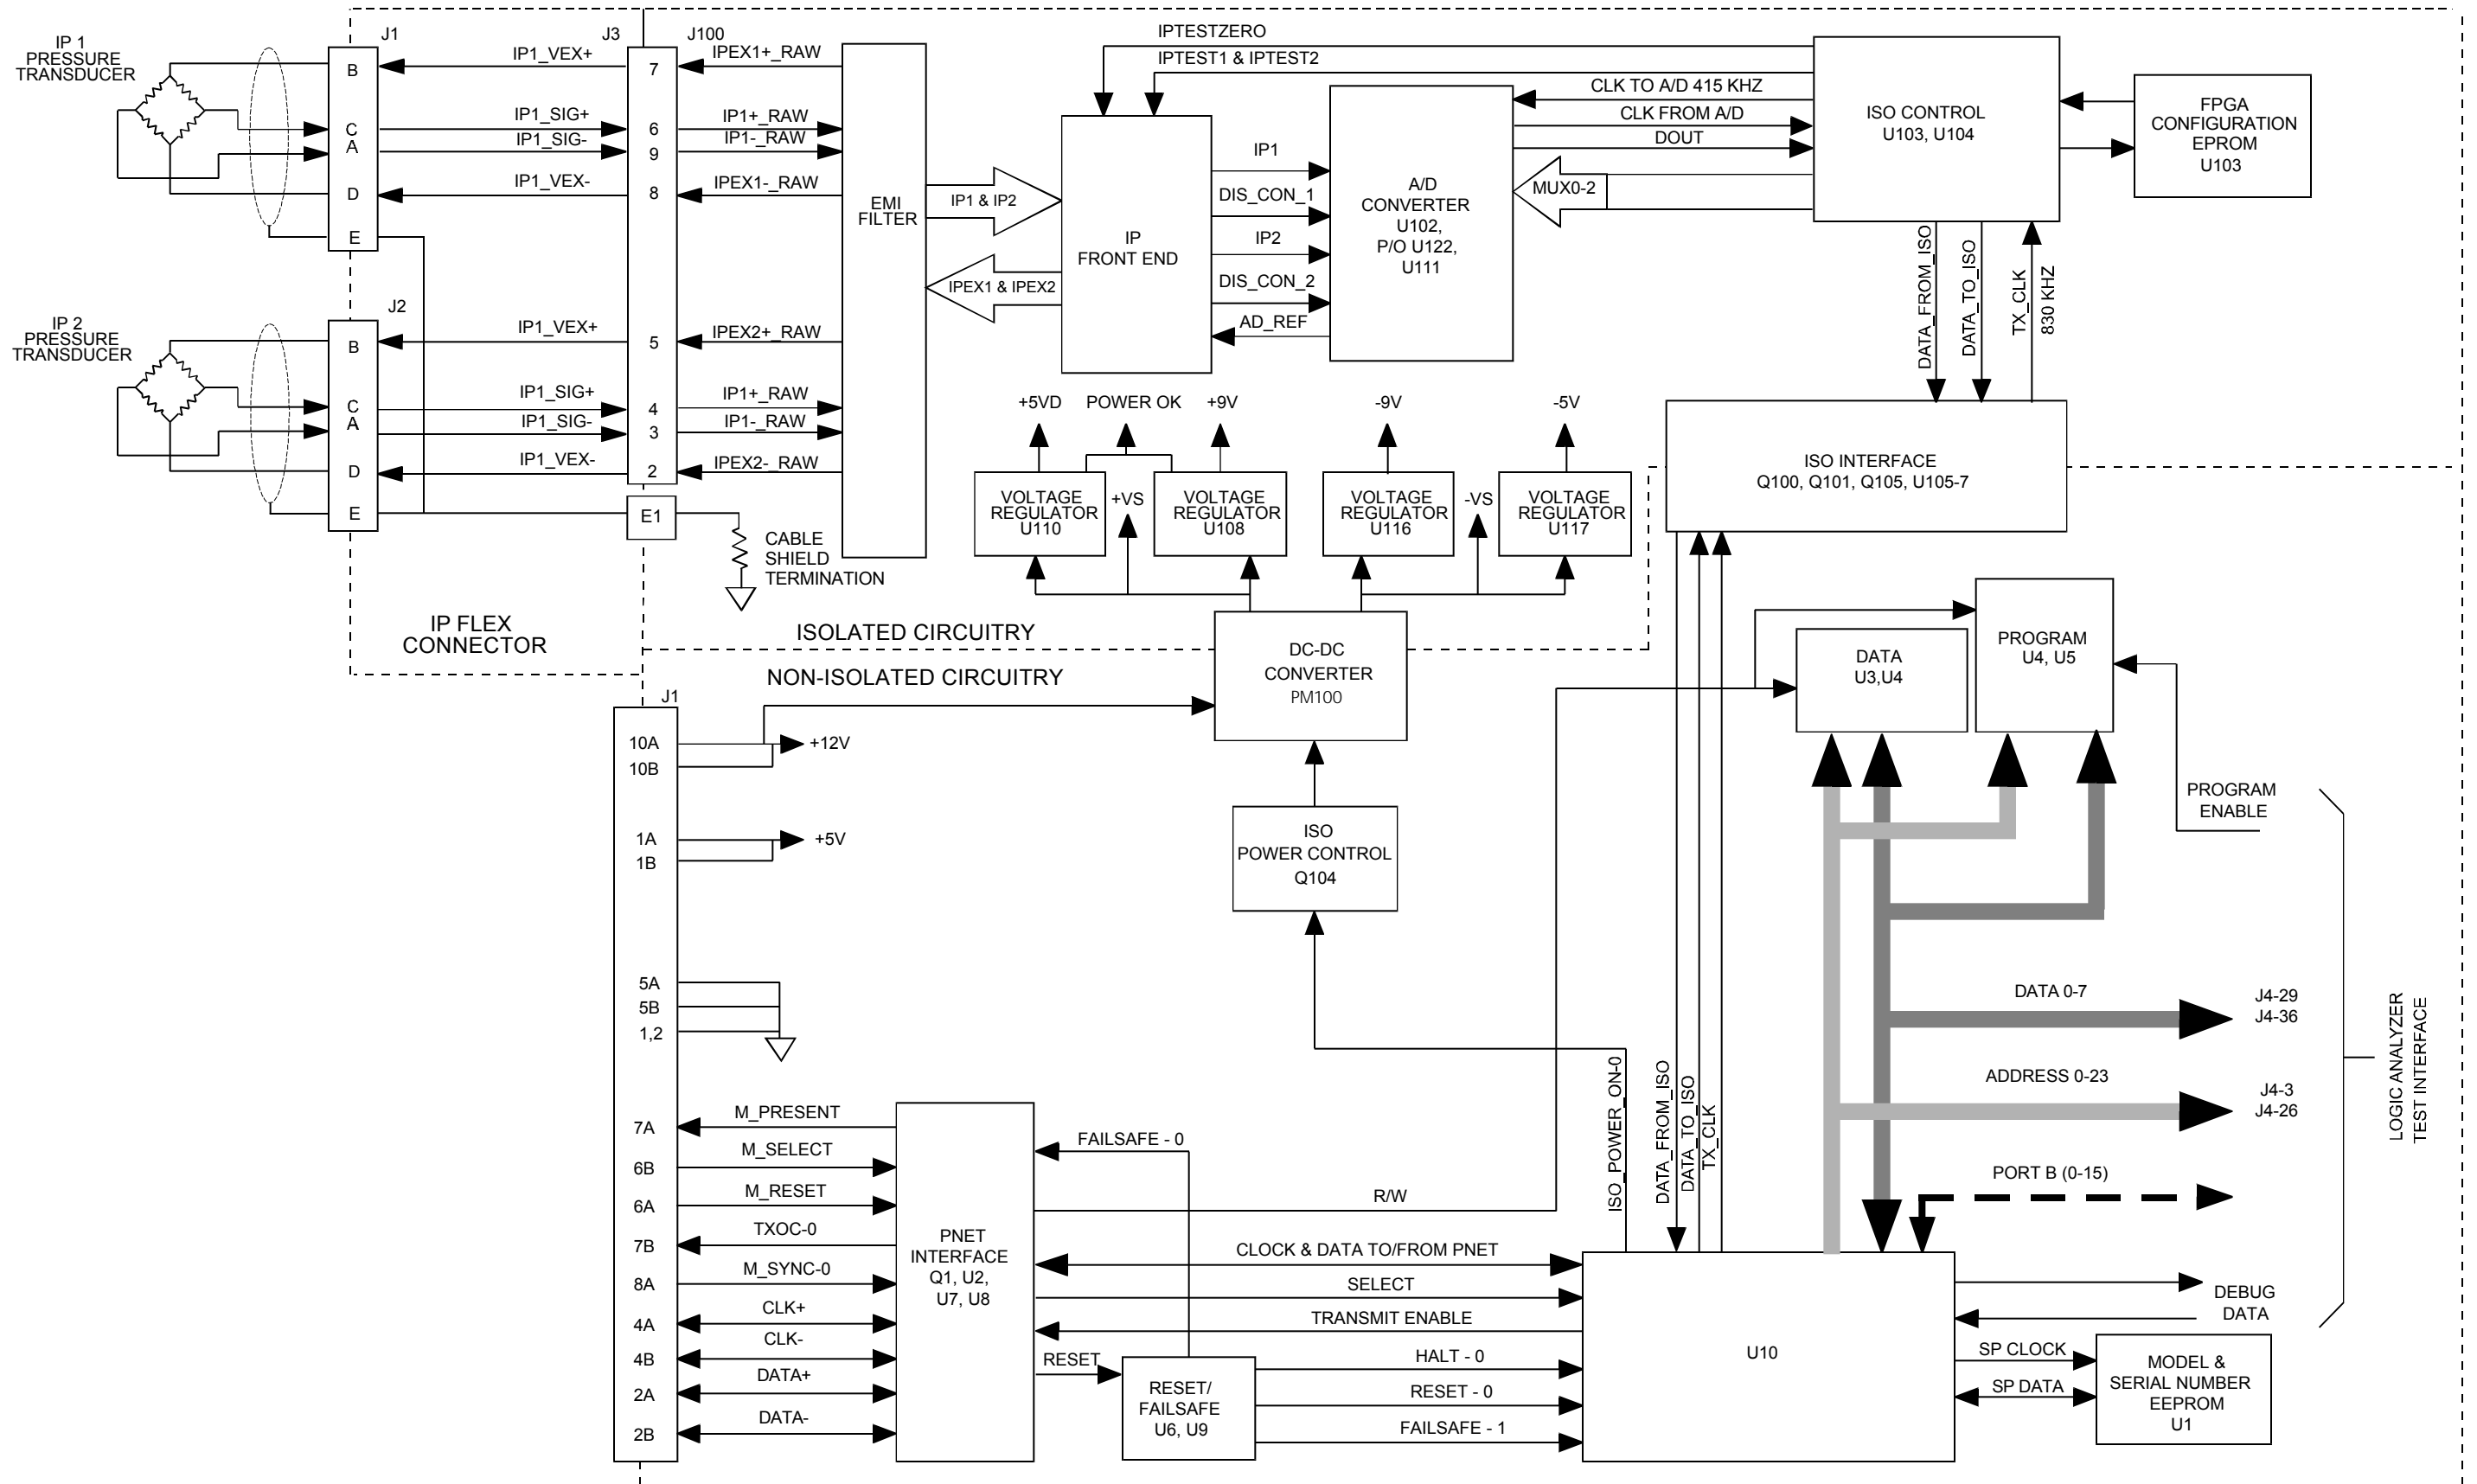 IP 1
PRESSURE
TRANSDUCER
J1
B
C
A
D
E
IP1_VEX+
IP1_SIG+
IP1_SIG-
IP1_VEX-
J3
J100
7
6
9
8
IPEX1+_RAW
IP1+_RAW
IP1-_RAW
IPEX1-_RAW
IP 2
PRESSURE
TRANSDUCER
J2
B
C
A
D
E
IP1_VEX+
IP1_SIG+
IP1_SIG-
IP1_VEX-
5
4
3
2
E1
IPEX2+_RAW
IP1+_RAW
IP1-_RAW
IPEX2-_RAW
CABLE
SHIELD
TERMINATION
EMI
FILTER
IP1 & IP2
IPEX1 & IPEX2
IP
FRONT END
IPTESTZERO
IPTEST1 & IPTEST2
IP1
DIS_CON_1
IP2
DIS_CON_2
AD_REF
A/D
CONVERTER
U102,
P/O U122,
U111
CLK TO A/D 415 KHZ
CLK FROM A/D
DOUT
MUX0-2
ISO CONTROL
U103, U104
FPGA
CONFIGURATION
EPROM
U103
DATA_FROM_ISO
DATA_TO_ISO
TX_CLK
830 KHZ
+5VD
POWER OK
+9V
-9V
-5V
VOLTAGE
REGULATOR
U110
+VS
VOLTAGE
REGULATOR
U108
VOLTAGE
REGULATOR
U116
-VS
VOLTAGE
REGULATOR
U117
ISO INTERFACE
Q100, Q101, Q105, U105-7
IP FLEX
CONNECTOR
ISOLATED CIRCUITRY
NON-ISOLATED CIRCUITRY
DC-DC
CONVERTER
PM100
DATA
U3,U4
PROGRAM
U4, U5
PROGRAM
ENABLE
J1
10A
10B
+12V
1A
1B
+5V
5A
5B
1,2
ISO
POWER CONTROL
Q104
DATA 0-7
J4-29
J4-36
ADDRESS 0-23
J4-3
J4-26
PORT B (0-15)
LOGIC ANALYZER
TEST INTERFACE
ISO_POWER_ON-0
DATA_FROM_ISO
DATA_TO_ISO
TX_CLK
7A
6B
6A
7B
8A
4A
4B
2A
2B
M_PRESENT
M_SELECT
M_RESET
TXOC-0
M_SYNC-0
CLK+
CLK-
DATA+
DATA-
PNET
INTERFACE
Q1, U2,
U7, U8
FAILSAFE - 0
R/W
CLOCK & DATA TO/FROM PNET
SELECT
TRANSMIT ENABLE
RESET
RESET/
FAILSAFE
U6, U9
HALT - 0
RESET - 0
FAILSAFE - 1
U10
DEBUG
DATA
SP CLOCK
SP DATA
MODEL &
SERIAL NUMBER
EEPROM
U1